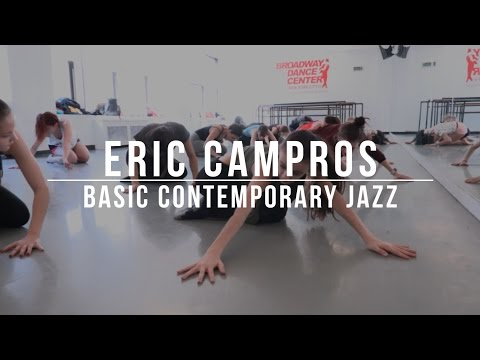 BROADWAY
DANCE
CENTER
ERIC CAMPROS
BASIC CONTEMPORARY JAZZ